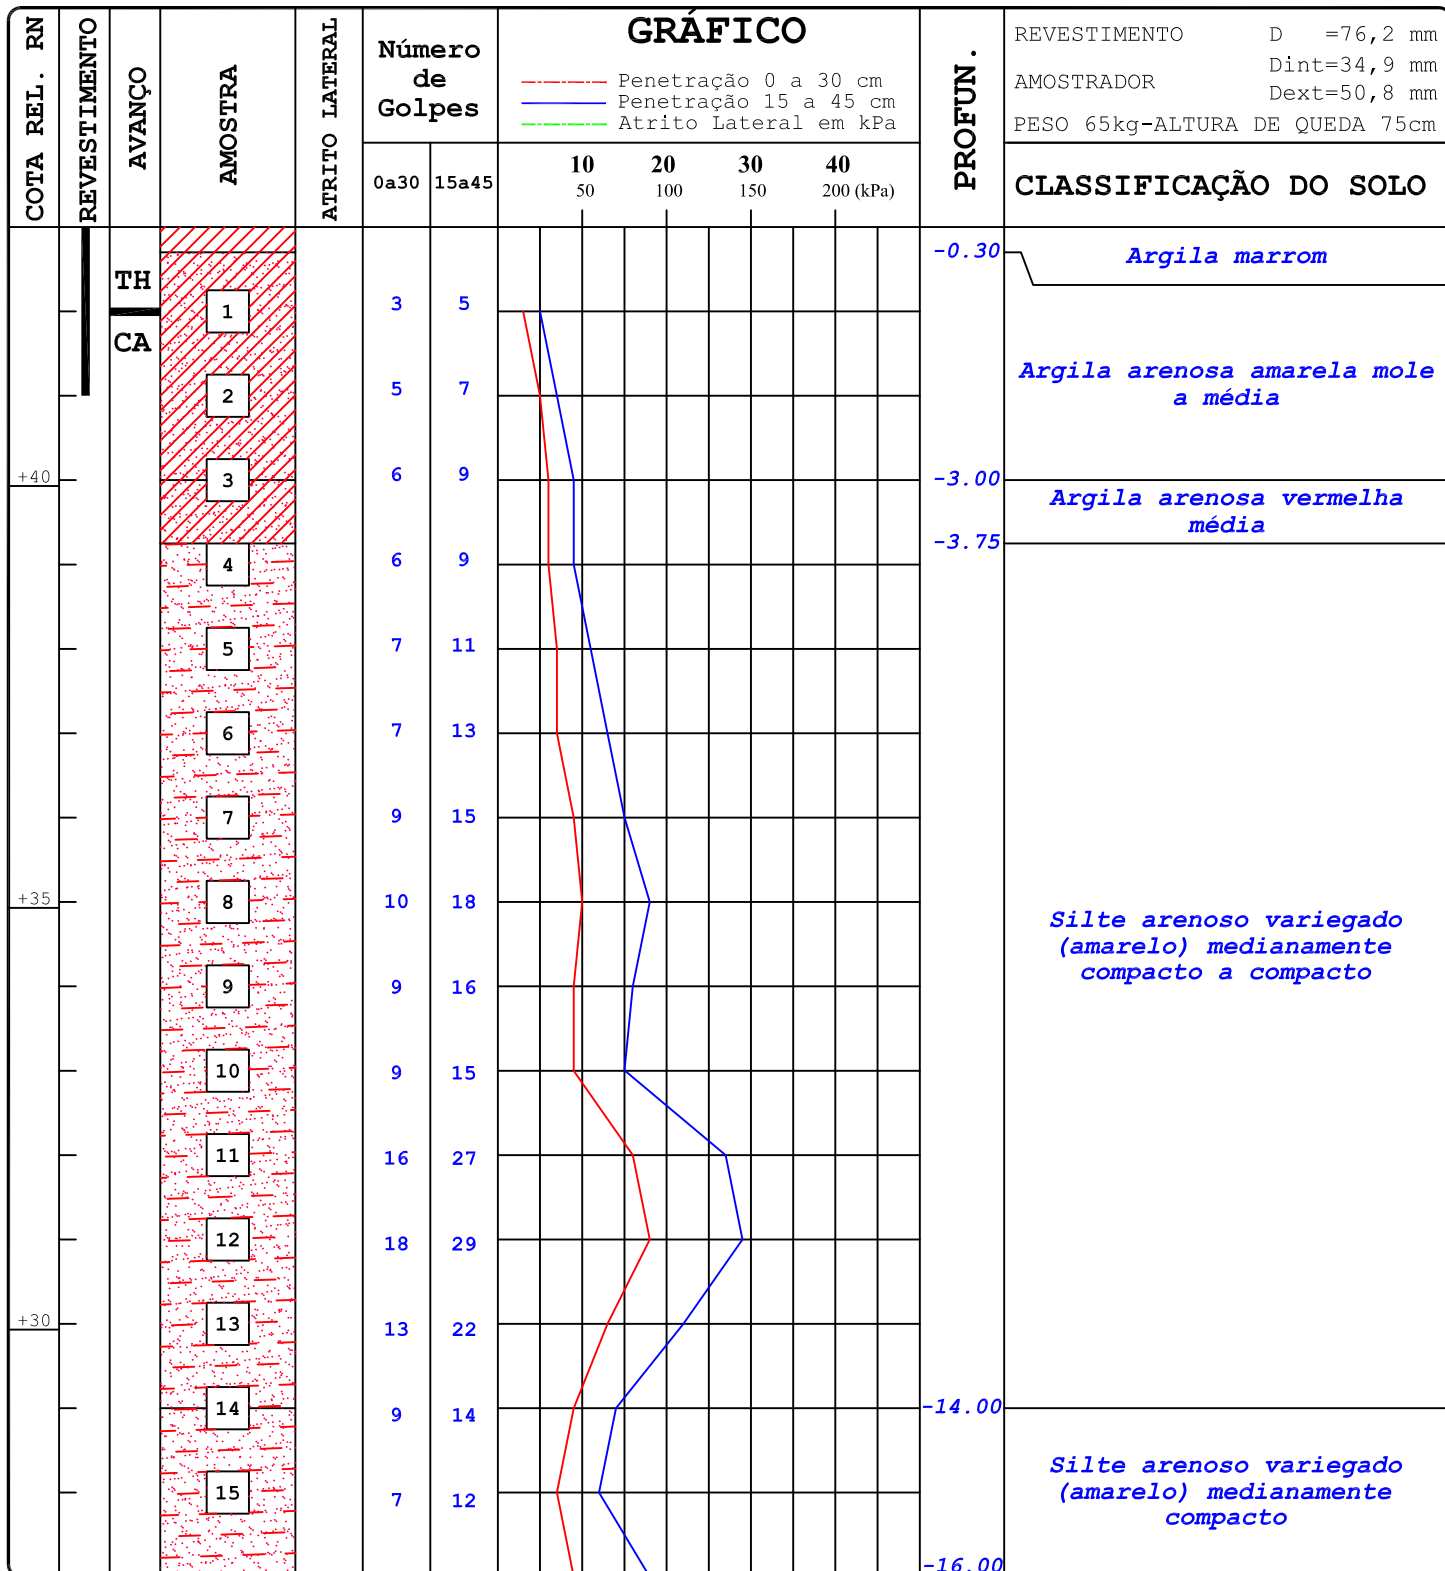 COTA REL. RN
REVESTIMENTO
AVANÇO
AMOSTRA
ATRITO LATERAL
Número
de
Golpes
0a30 15a45
GRÁFICO
Penetração 0 a 30 cm
Penetração 15 a 45 cm
Atrito Lateral em kPa
10 20 30 40
50 100 150 200 (kPa)
PROFUN.
REVESTIMENTO D =76,2 mm
Dint=34,9 mm
AMOSTRADOR
Dext=50,8 mm
PESO 65kg-ALTURA DE QUEDA 75cm
CLASSIFICAÇÃO DO SOLO
-0.30 Argila marrom
TH
1 3 5
CA
Argila arenosa amarela mole
a média
2 5 7
+40 3 6 9 -3.00
Argila arenosa vermelha
média
-3.75
4 6 9
5 7 11
6 7 13
7 9 15
+35 8 10 18
Silte arenoso variegado
(amarelo) medianamente
compacto a compacto
9 9 16
10 9 15
11 16 27
12 18 29
+30 13 13 22
14 9 14 -14.00
Silte arenoso variegado
(amarelo) medianamente
compacto
15 7 12
-16.00